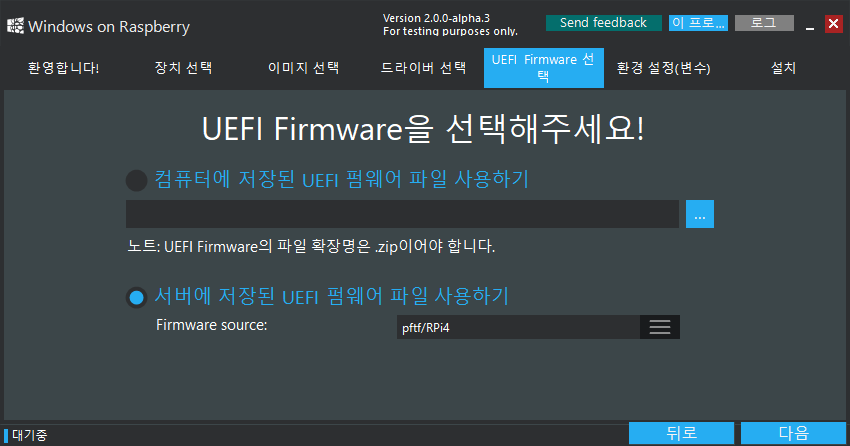 Windows on Raspberry
Version 2.0.0-alpha.3
For testing purposes only.
Send feedback
이 프로...
로그
환영합니다!
장치 선택
이미지 선택
드라이버 선택
UEFI Firmware 선
택
환경 설정(변수)
설치
UEFI Firmware을 선택해주세요!
컴퓨터에 저장된 UEFI 펌웨어 파일 사용하기
...
노트: UEFI Firmware의 파일 확장명은 .zip이어야 합니다.
서버에 저장된 UEFI 펌웨어 파일 사용하기
Firmware source:
pftf/RPi4
대기중
뒤로
다음